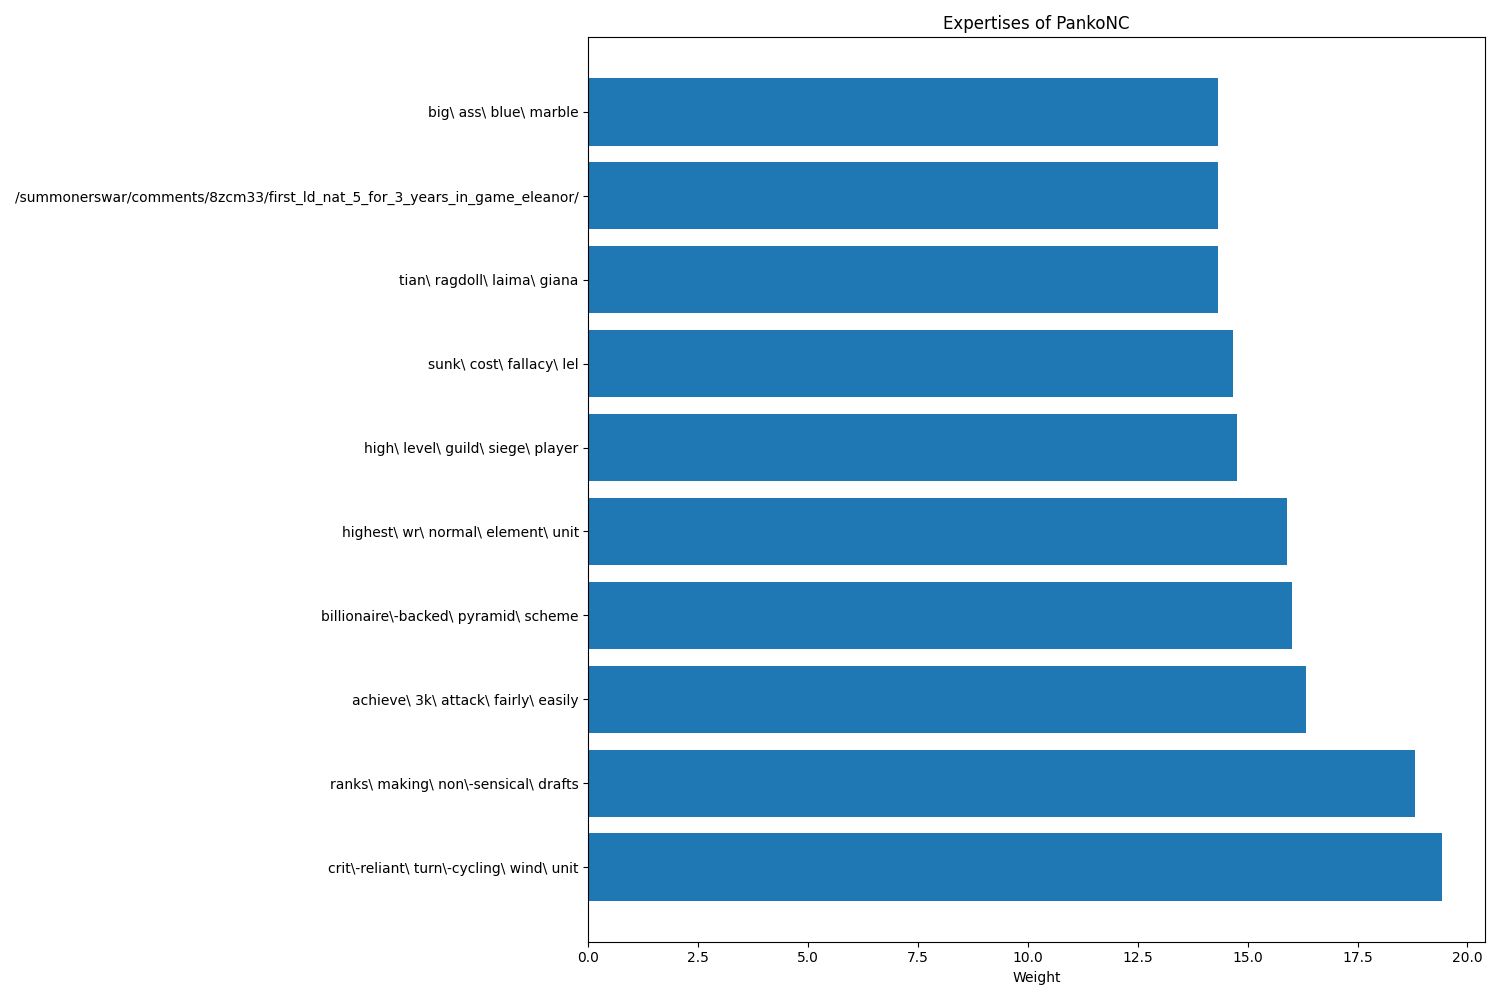 Expertises of PankoNC
big\ ass\ blue\ marble
/summonerswar/comments/8zcm33/first_ld_nat_5_for_3_years_in_game_eleanor/
tian\ ragdoll\ laima\ giana
sunk\ cost\ fallacy\ lel
high\ level\ guild\ siege\ player
highest\ wr\ normal\ element\ unit
billionaire\-backed\ pyramid\ scheme
achieve\ 3k\ attack\ fairly\ easily
ranks\ making\ non\-sensical\ drafts
crit\-reliant\ turn\-cycling\ wind\ unit
0.0 2.5 5.0 7.5 10.0 12.5 15.0 17.5 20.0
Weight